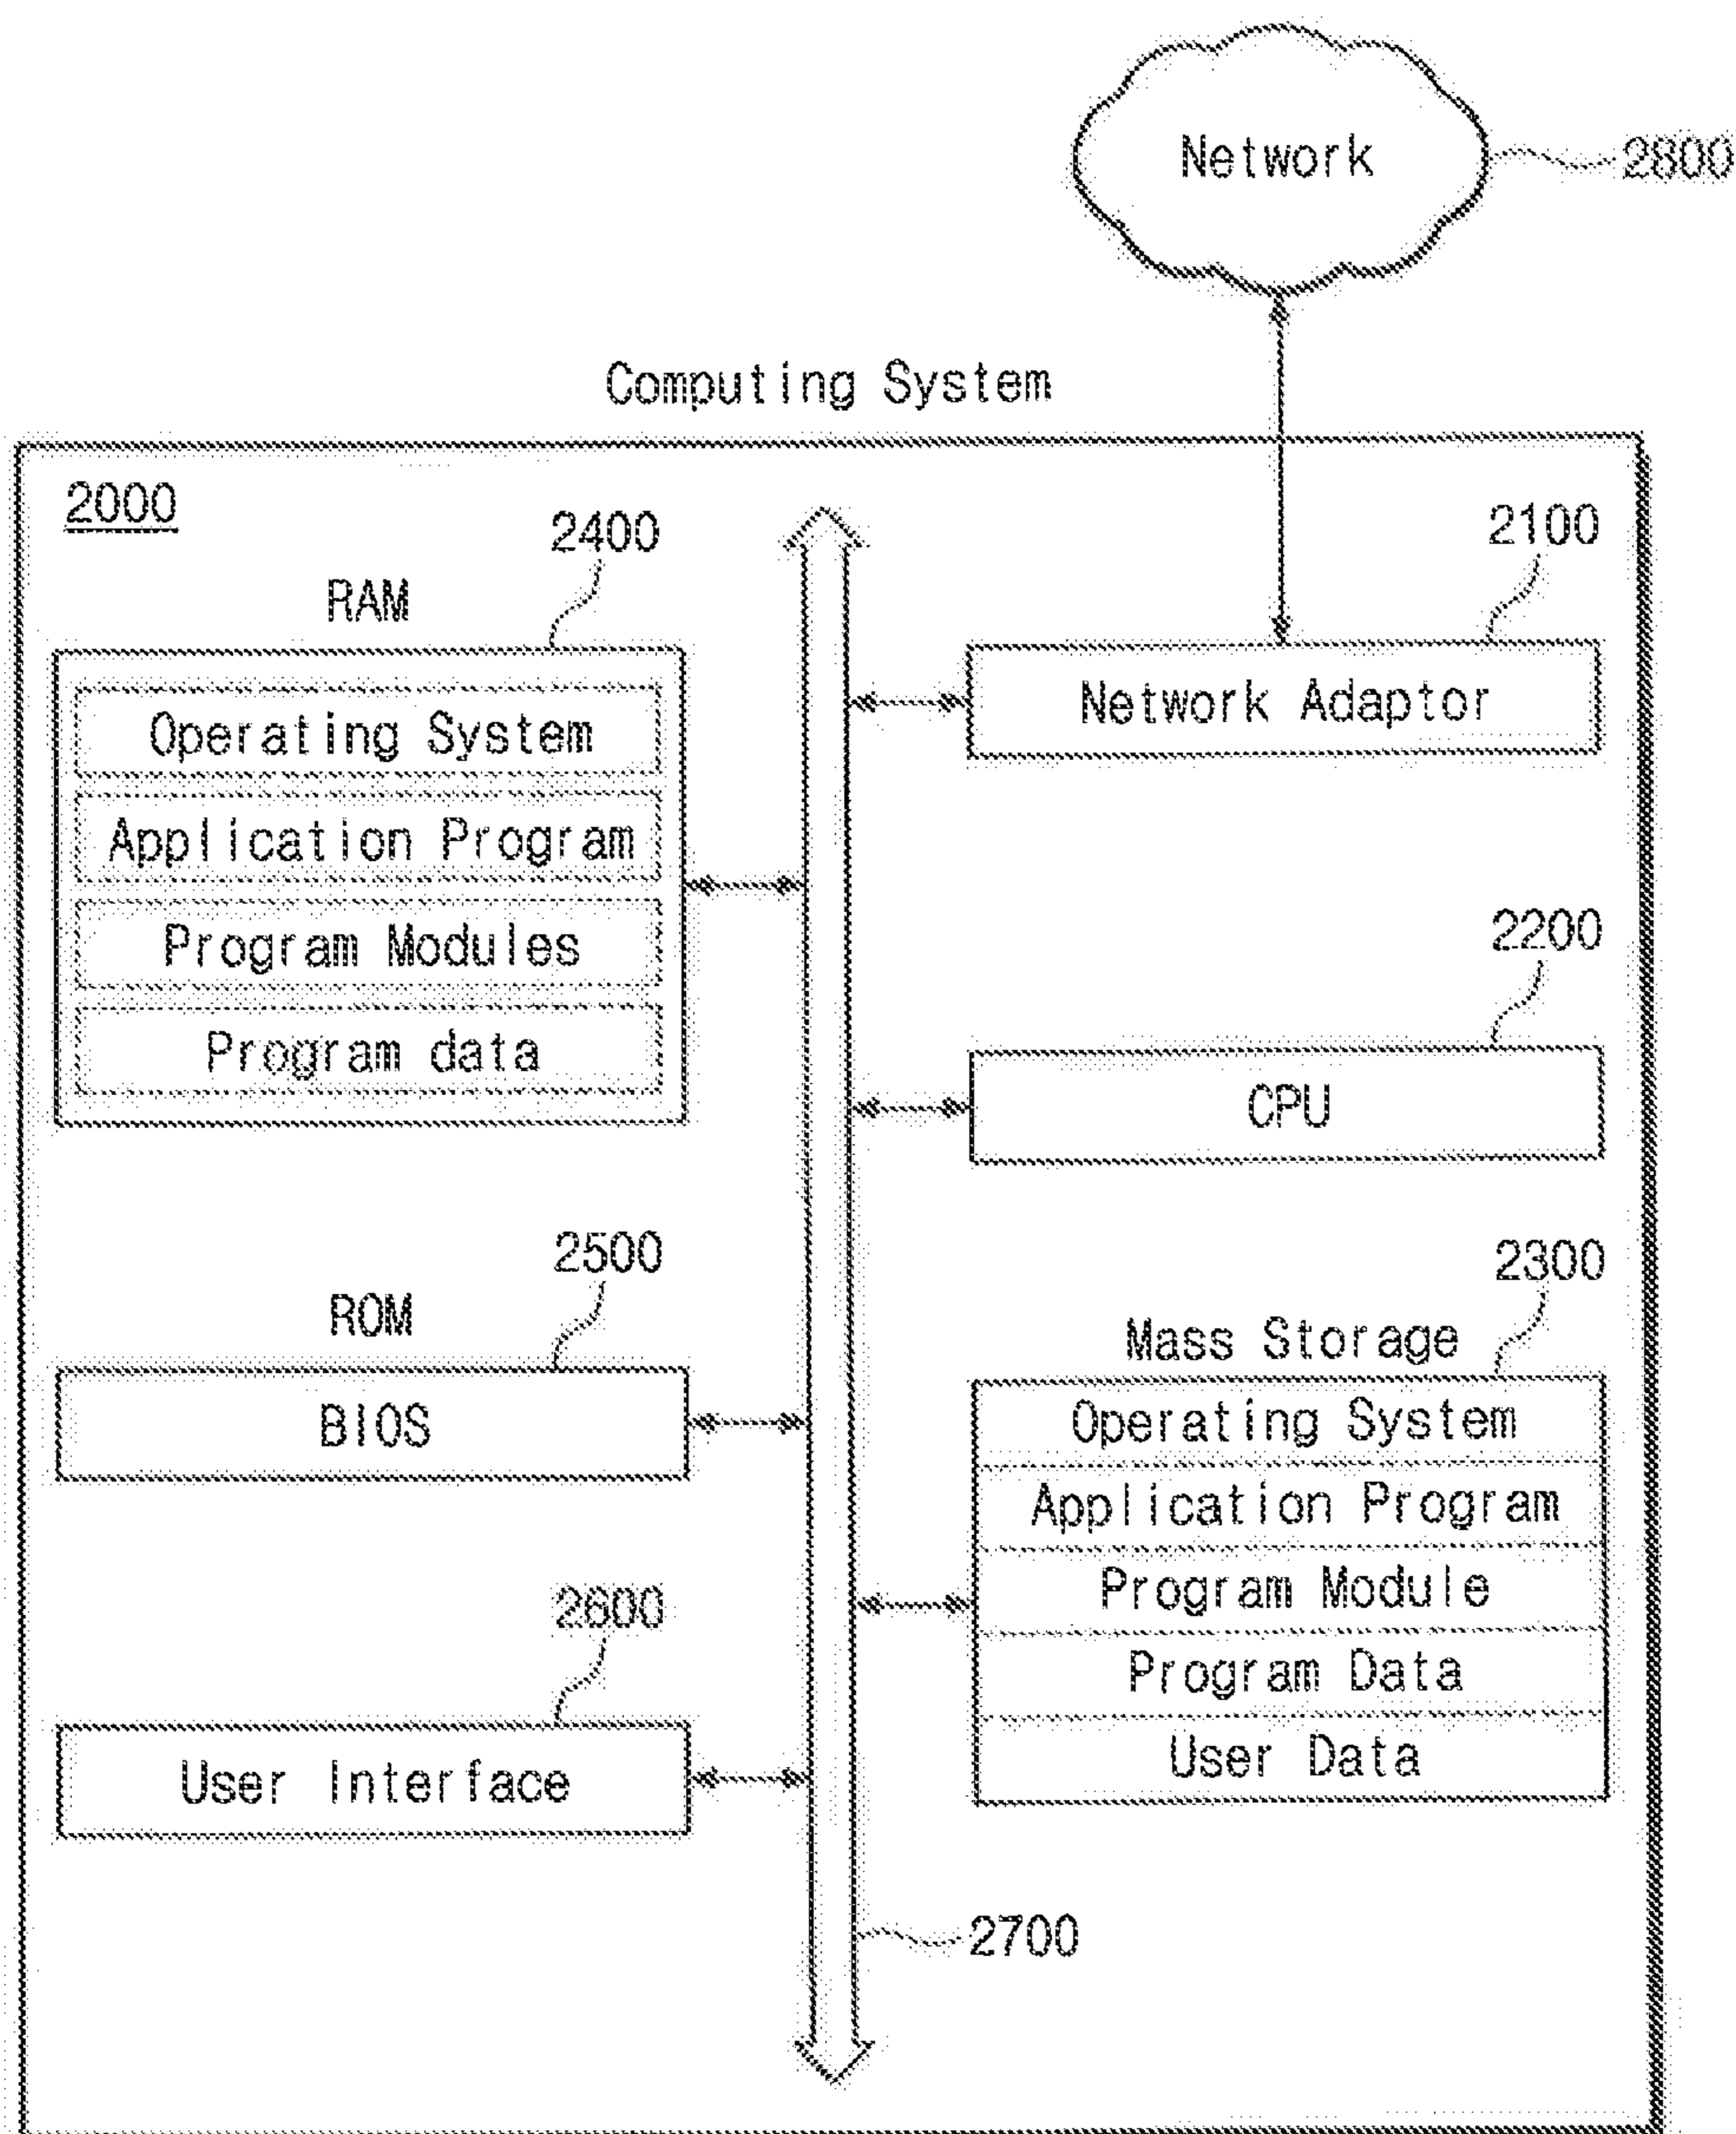 Network
2800
Computing System
2000
2400
RAM
Operating System
Application Program
Program Modules
Program data
2100
Network Adaptor
2200
CPU
2500
ROM
BIOS
2300
Mass Storage
Operating System
Application Program
Program Module
Program Data
User Data
2600
User Interface
2700